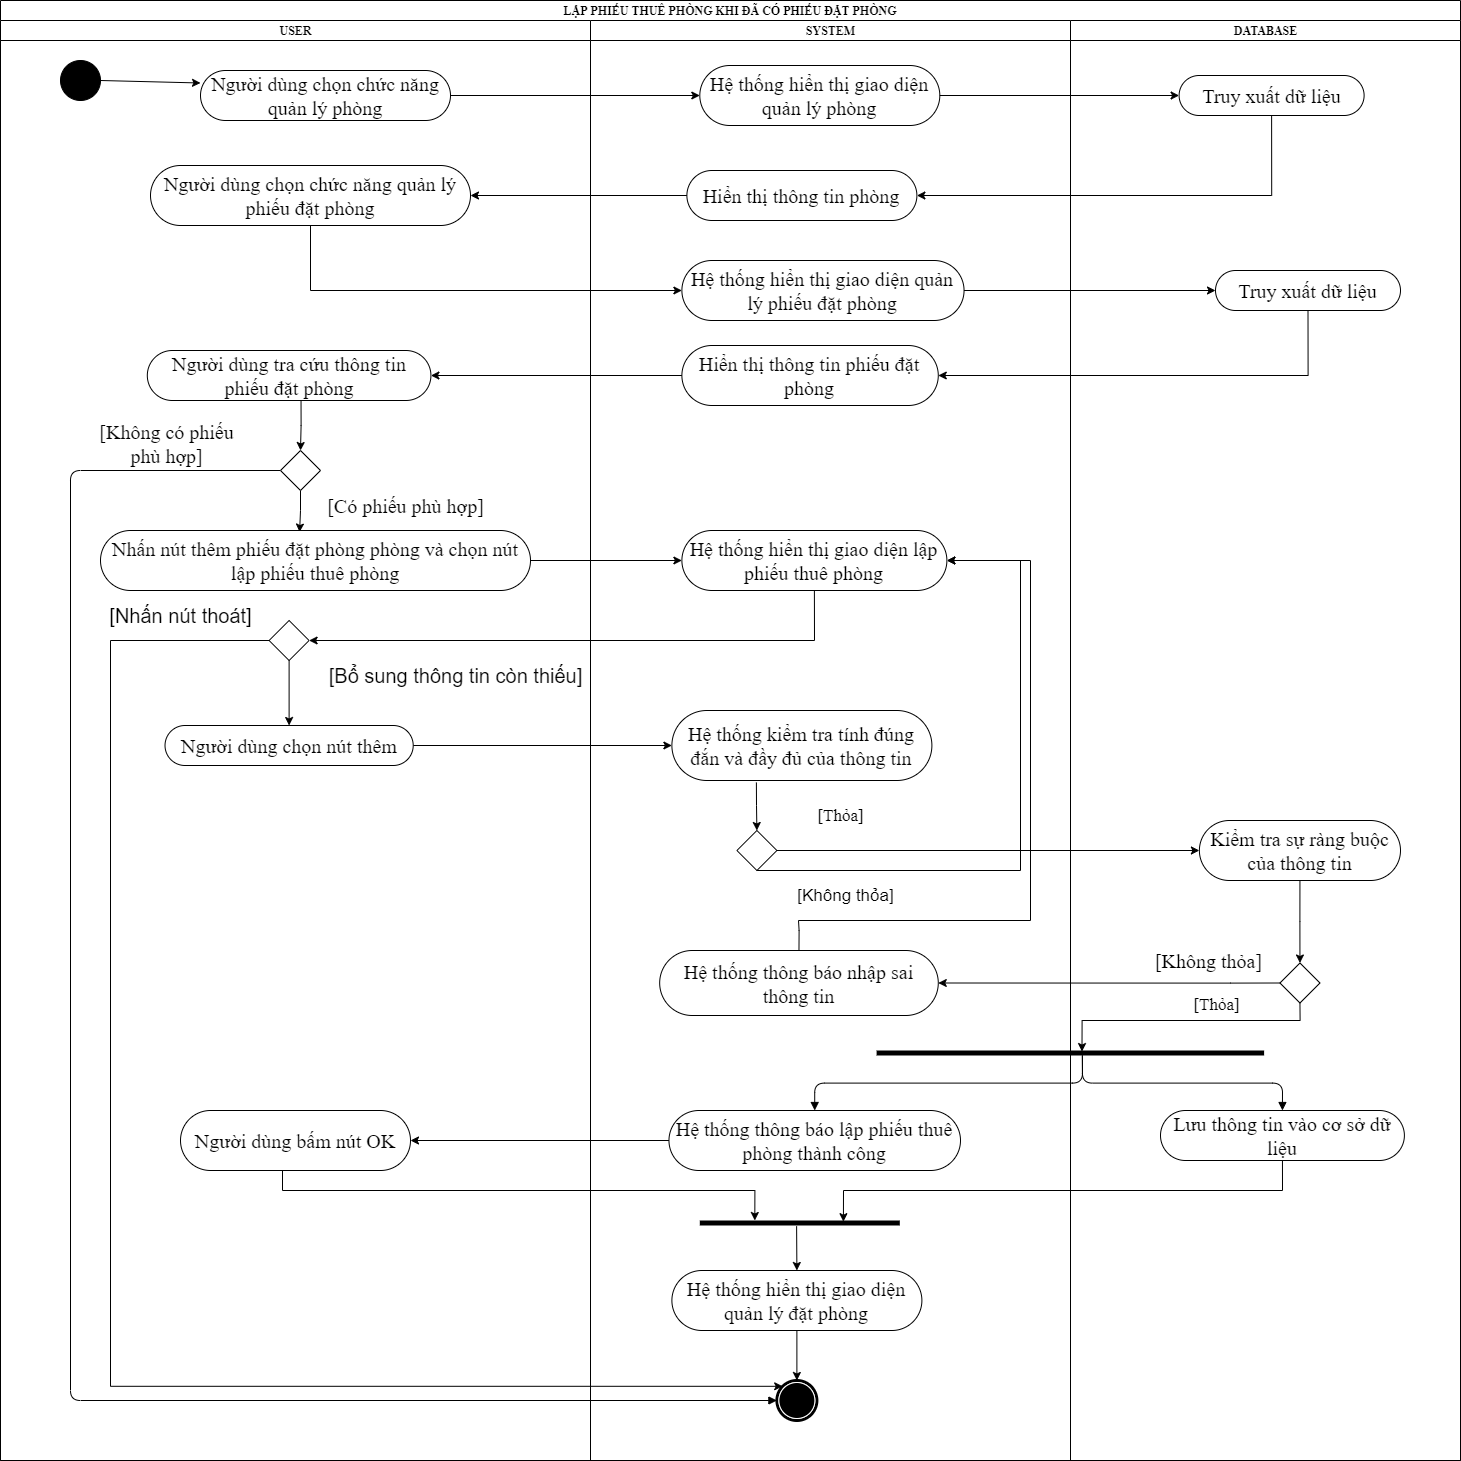 LẬP PHIẾU THUÊ PHÒNG KHI ĐÃ CÓ PHIẾU ĐẶT PHÒNG
USER
SYSTEM
DATABASE
Người dùng chọn chức năng
quản lý phòng
Hệ thống hiển thị giao diện
quản lý phòng
Truy xuất dữ liệu
Người dùng chọn chức năng quản lý
phiếu đặt phòng
Hiển thị thông tin phòng
Hệ thống hiển thị giao diện quản
lý phiếu đặt phòng
Truy xuất dữ liệu
Người dùng tra cứu thông tin
phiếu đặt phòng
Hiển thị thông tin phiếu đặt
phòng
[Không có phiếu
phù hợp]
[Có phiếu phù hợp]
Nhấn nút thêm phiếu đặt phòng phòng và chọn nút
lập phiếu thuê phòng
Hệ thống hiển thị giao diện lập
phiếu thuê phòng
[Nhấn nút thoát]
[Bổ sung thông tin còn thiếu]
Người dùng chọn nút thêm
Hệ thống kiểm tra tính đúng
đắn và đầy đủ của thông tin
[Thỏa]
Kiểm tra sự ràng buộc
của thông tin
[Không thỏa]
Hệ thống thông báo nhập sai
thông tin
[Không thỏa]
[Thỏa]
Người dùng bấm nút OK
Hệ thống thông báo lập phiếu thuê
phòng thành công
Lưu thông tin vào cơ sở dữ
liệu
Hệ thống hiển thị giao diện
quản lý đặt phòng